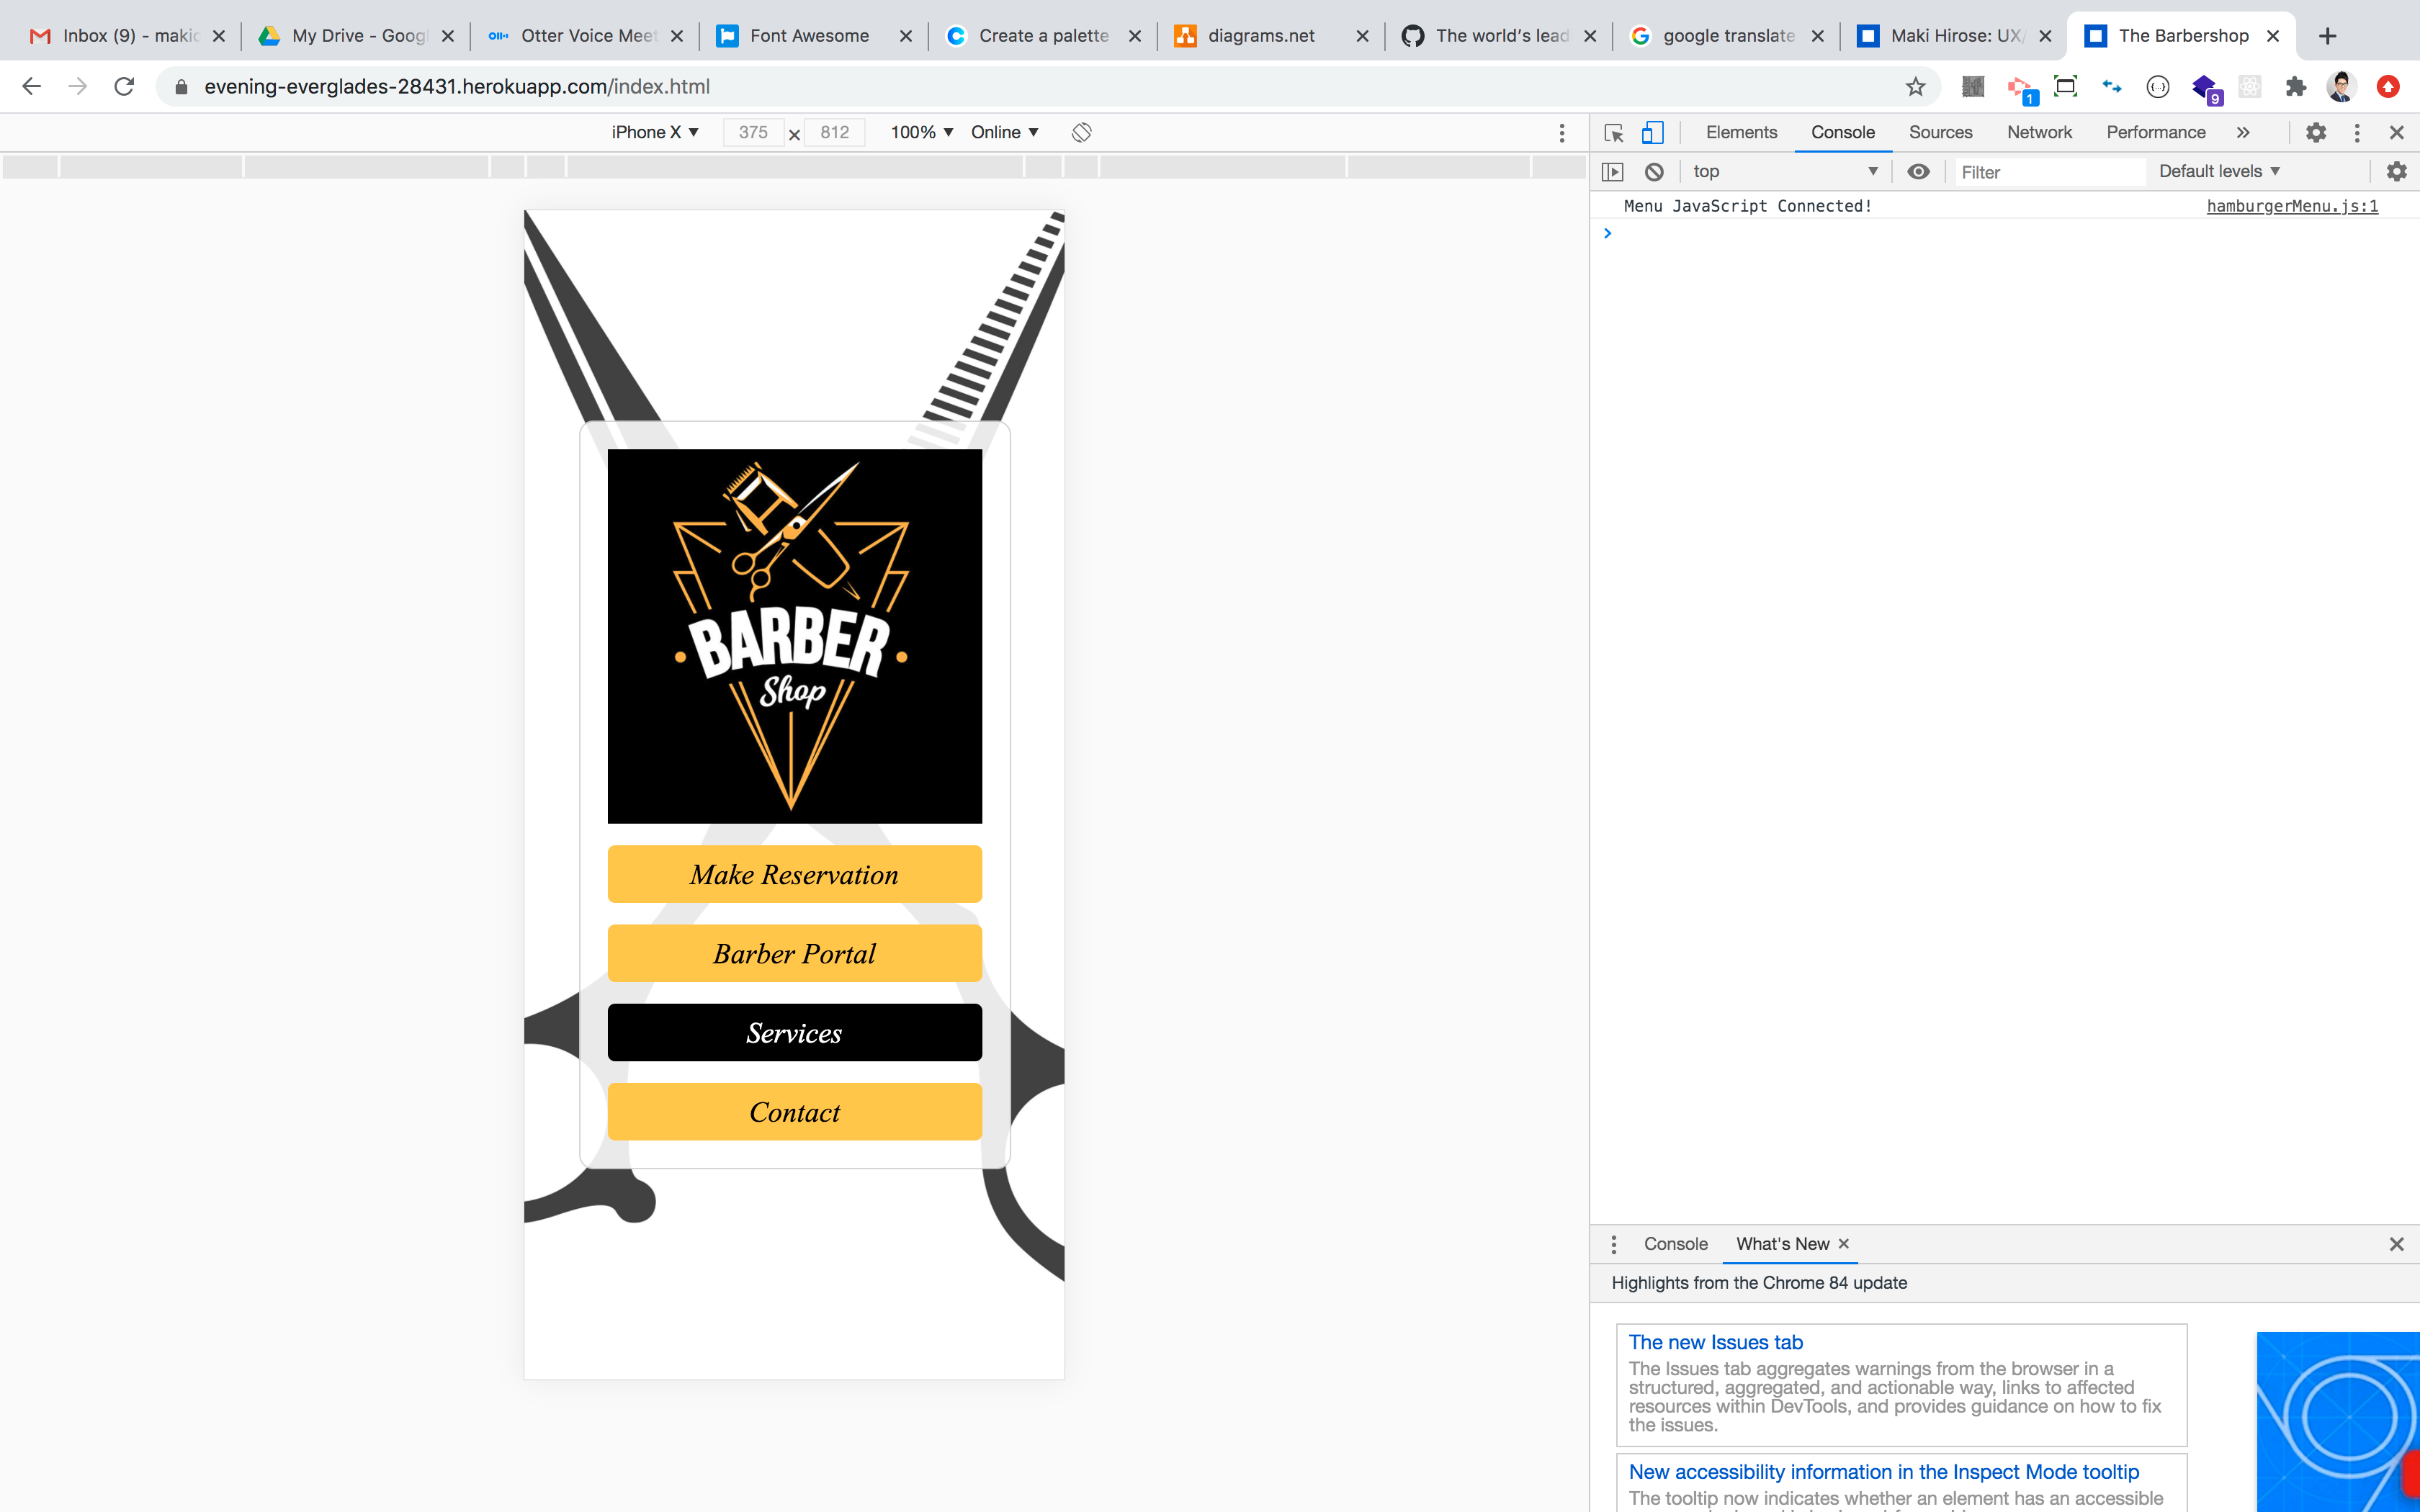 Inbox (9) - makic
My Drive - Googl
Otter Voice Meet
Font Awesome
Create a palette
diagrams.net
The world's lead
google translate
Maki Hirose: UX/
The Barbershop
evening-everglades-28431.herokuapp.com/index.html
1
9
iPhone X ▼ 375 × 812 100% ▼ Online ▼
Elements Console Sources Network Performance »
top ▼ Filter Default levels ▼
Menu JavaScript Connected! hamburgerMenu.js:1
BARBER
Shop
Make Reservation
Barber Portal
Services
Contact
Console What's New
Highlights from the Chrome 84 update
The new Issues tab
The Issues tab aggregates warnings from the browser in a
structured, aggregated, and actionable way, links to affected
resources within DevTools, and provides guidance on how to fix
the issues.
New accessibility information in the Inspect Mode tooltip
The tooltip now indicates whether an element has an accessible